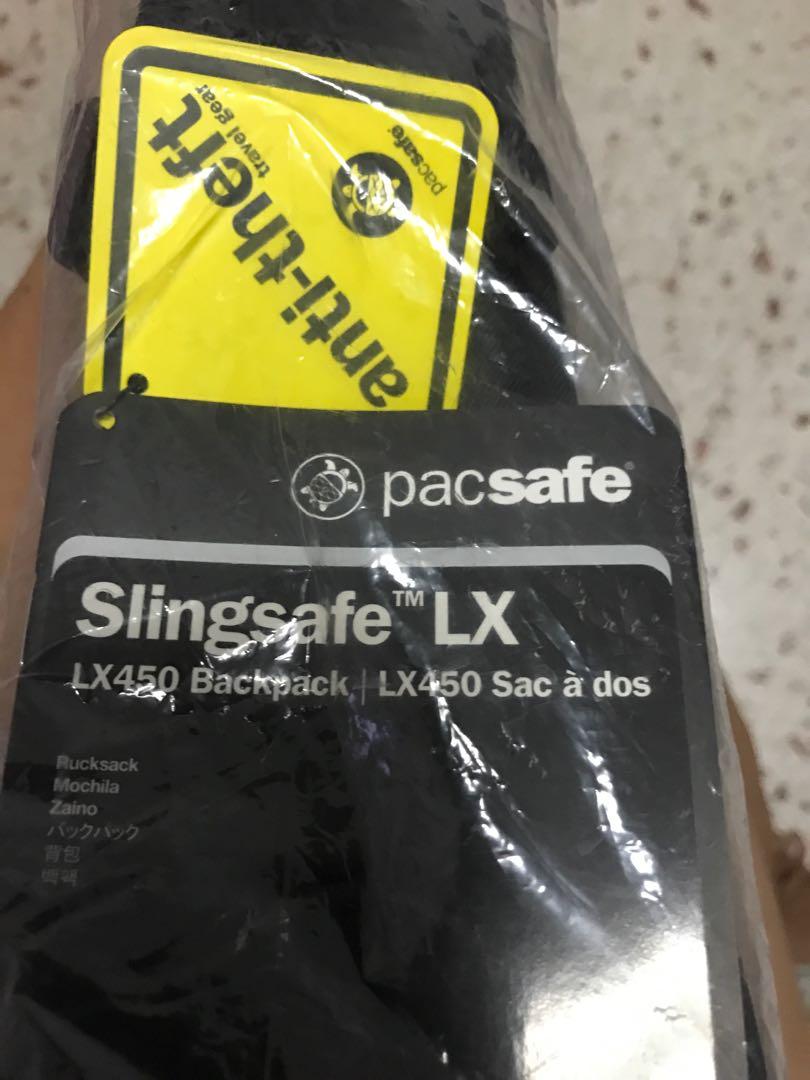 anti-theft
travel gear
pacsafe
pacsafe®
Slingsafe™ LX
LX450 Backpack | LX450 Sac à dos
Rucksack
Mochila
Zaino
バックパック
背包
백팩